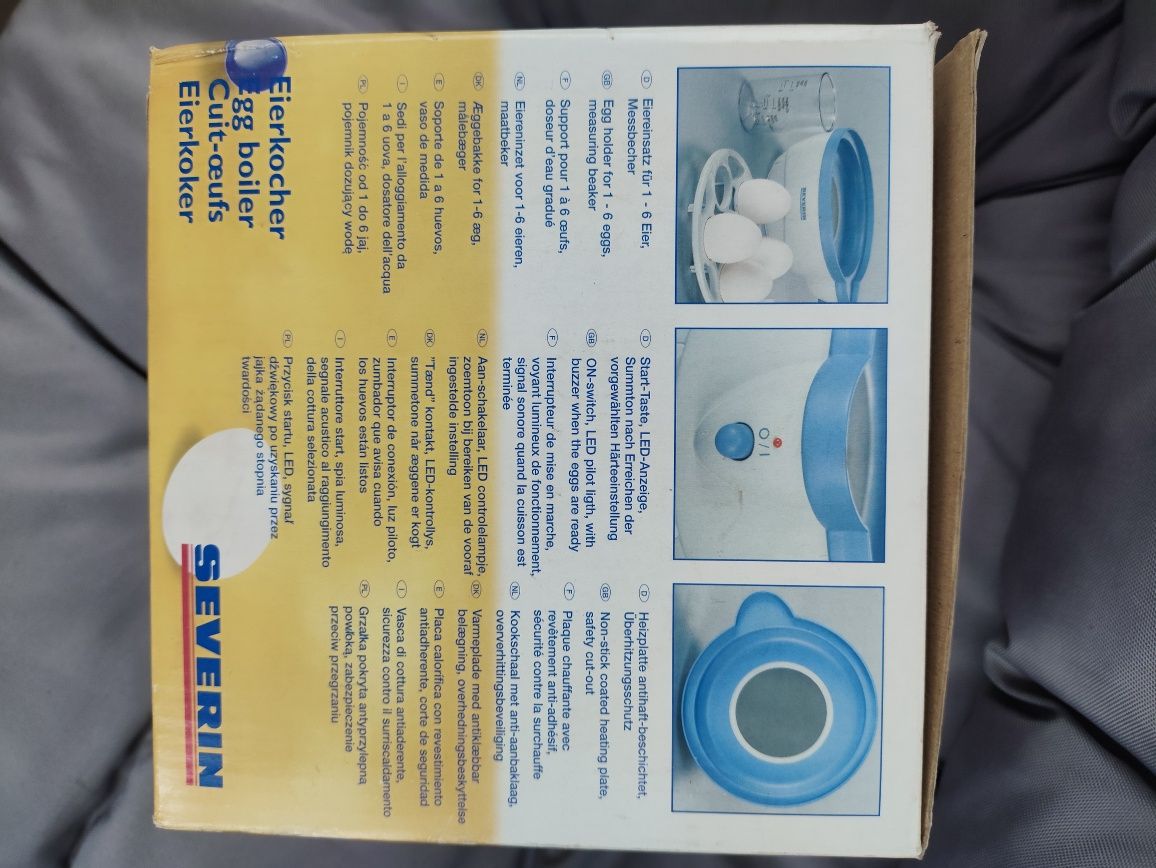 SEVERIN
D Eiereinsatz für 1 - 6 Eier,
Messbecher
GB Egg holder for 1 - 6 eggs,
measuring beaker
F Support pour 1 à 6 œufs,
doseur d'eau gradué
NL Eiereninzet voor 1-6 eieren,
maatbeker
DK Æggebakke for 1-6 æg,
målebæger
E Soporte de 1 a 6 huevos,
vaso de medida
I Sedi per l'alloggiamento da
1 a 6 uova, dosatore dell'acqua
PL Pojemność od 1 do 6 jaj,
pojemnik dozujący wodę
O / I
D Start-Taste, LED-Anzeige,
Summton nach Erreichen der
vorgewählten Härteeinstellung
GB ON-switch, LED pilot ligth, with
buzzer when the eggs are ready
F Interrupteur de mise en marche,
voyant lumineux de fonctionnement,
signal sonore quand la cuisson est
terminée
NL Aan-schakelaar, LED controlelampje,
zoemtoon bij bereiken van de vooraf
ingestelde instelling
DK "Tænd" kontakt, LED-kontrollys,
summetone når æggene er kogt
E Interruptor de conexión, luz piloto,
zumbador que avisa cuando
los huevos están listos
I Interruttore start, spia luminosa,
segnale acustico al raggiungimento
della cottura selezionata
PL Przycisk startu, LED, sygnał
dźwiękowy po uzyskaniu przez
jajka żądanego stopnia
twardości
D Heizplatte antihaft-beschichtet,
Überhitzungsschutz
GB Non-stick coated heating plate,
safety cut-out
F Plaque chauffante avec
revêtement anti-adhésif,
sécurité contre la surchauffe
NL Kookschaal met anti-aanbaklaag,
oververhittingsbeveiliging
DK Varmeplade med antiklæbbar
belægning, overhedningsbeskyttelse
E Placa calorífica con revestimiento
antiadherente, corte de seguridad
I Vasca di cottura antiaderente,
sicurezza contro il surriscaldamento
PL Grzałka pokryta antyprzylepną
powłoką, zabezpieczenie
przeciw przegrzaniu
Eierkocher
Egg boiler
Cuit-œufs
Eierkoker
SEVERIN